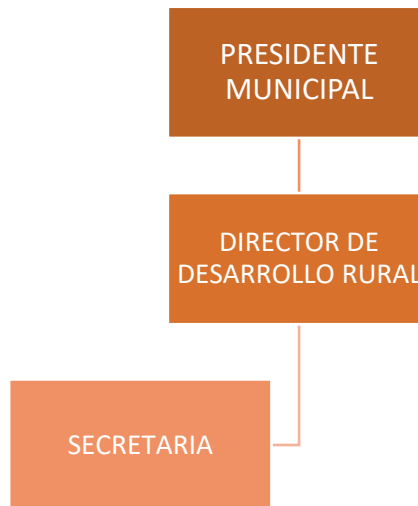 PRESIDENTE
MUNICIPAL
DIRECTOR DE
DESARROLLO RURAL
SECRETARIA